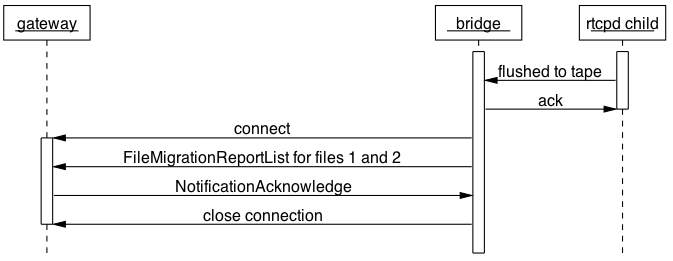 gateway
bridge
rtcpd child
flushed to tape
ack
connect
FileMigrationReportList for files 1 and 2
NotificationAcknowledge
close connection